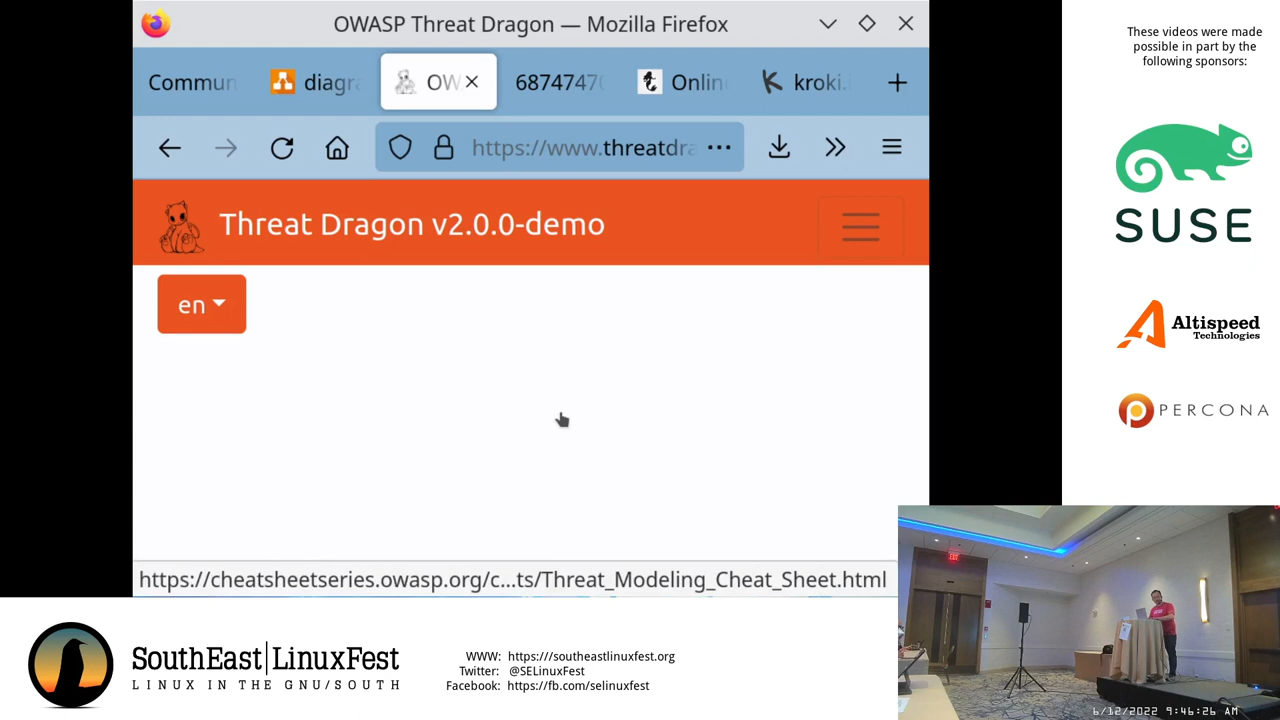 OWASP Threat Dragon — Mozilla Firefox
Commun
diagra
OW
68747470
Onlin
kroki.i
https://www.threatdra
Threat Dragon v2.0.0-demo
en
https://cheatsheetseries.owasp.org/c...ts/Threat_Modeling_Cheat_Sheet.html
These videos were made
possible in part by the
following sponsors:
SUSE
Altispeed
Technologies
PERCONA
SouthEast|LinuxFest
LINUX IN THE GNU/SOUTH
WWW: https:///southeastlinuxfest.org
Twitter: @SELinuxFest
Facebook: https://fb.com/selinuxfest
6/12/2022 9:46:26 AM